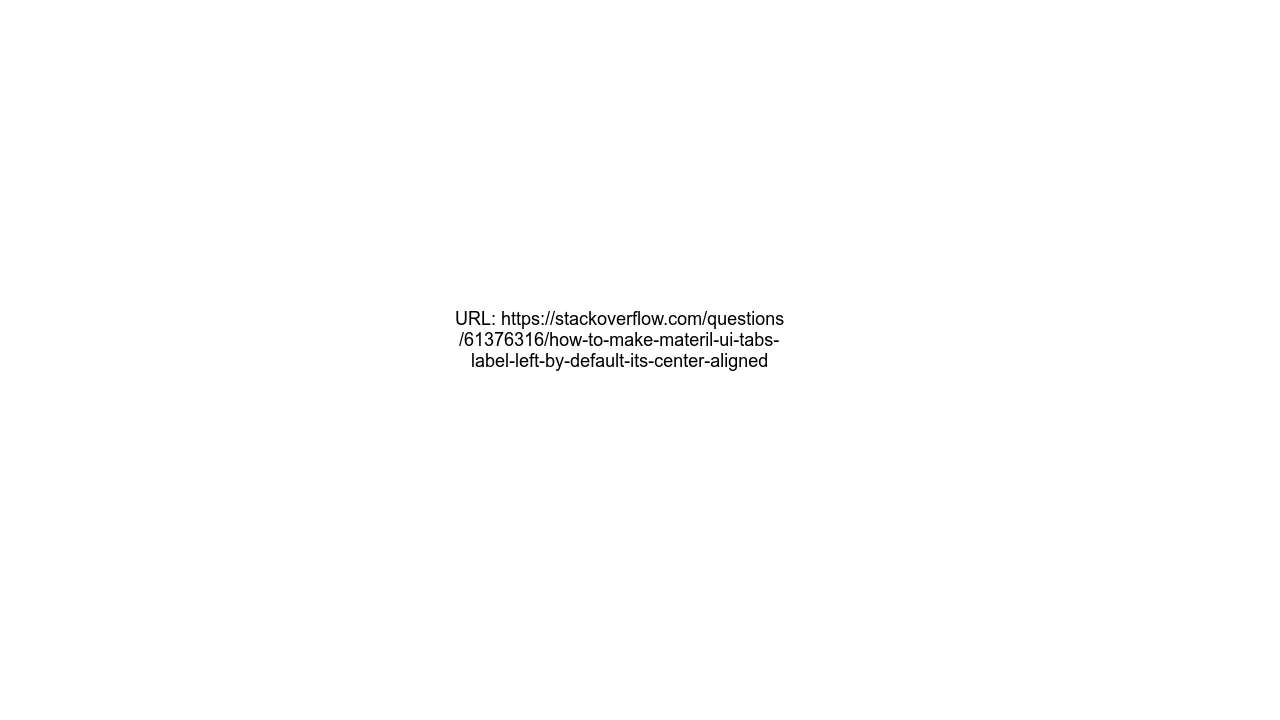 URL: https://stackoverflow.com/questions
/61376316/how-to-make-materil-ui-tabs-
label-left-by-default-its-center-aligned